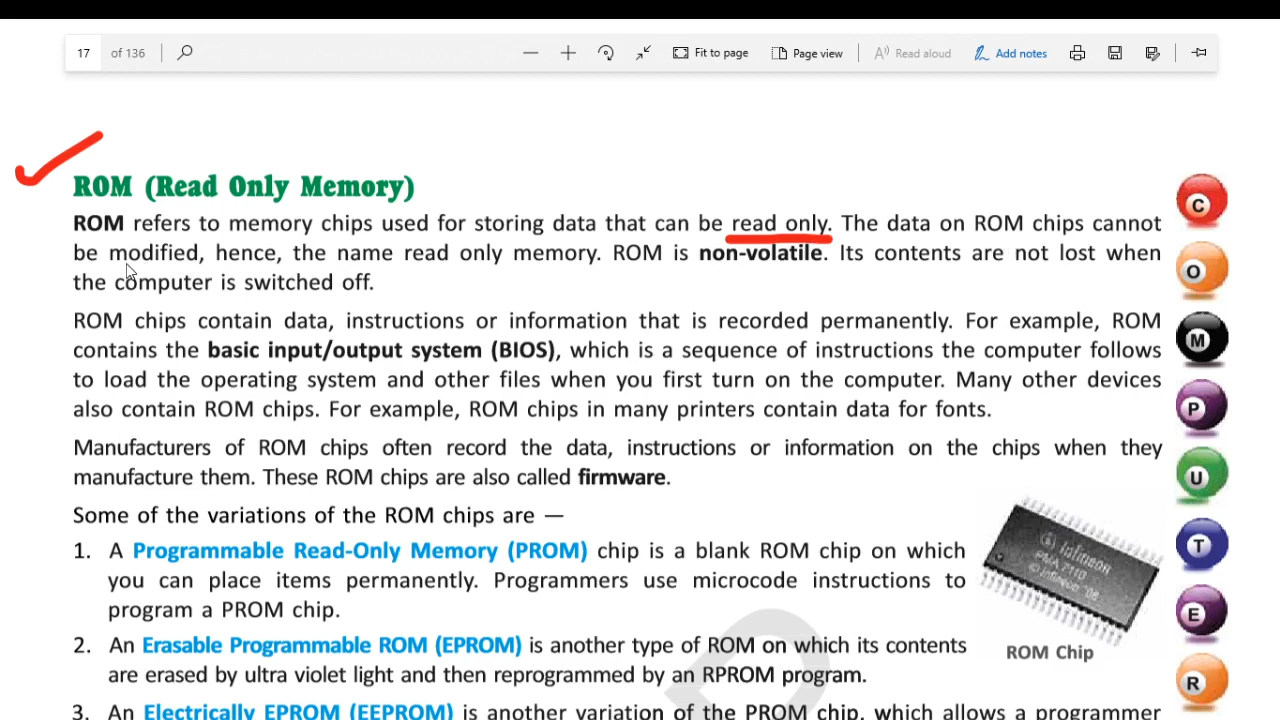 17 of 136 Fit to page Page view Read aloud Add notes
ROM (Read Only Memory)
ROM refers to memory chips used for storing data that can be read only. The data on ROM chips cannot
be modified, hence, the name read only memory. ROM is non-volatile. Its contents are not lost when
the computer is switched off.
ROM chips contain data, instructions or information that is recorded permanently. For example, ROM
contains the basic input/output system (BIOS), which is a sequence of instructions the computer follows
to load the operating system and other files when you first turn on the computer. Many other devices
also contain ROM chips. For example, ROM chips in many printers contain data for fonts.
Manufacturers of ROM chips often record the data, instructions or information on the chips when they
manufacture them. These ROM chips are also called firmware.
Some of the variations of the ROM chips are —
1. A Programmable Read-Only Memory (PROM) chip is a blank ROM chip on which
you can place items permanently. Programmers use microcode instructions to
program a PROM chip.
2. An Erasable Programmable ROM (EPROM) is another type of ROM on which its contents
are erased by ultra violet light and then reprogrammed by an RPROM program.
3. An Electrically EPROM (EEPROM) is another variation of the PROM chip, which allows a programmer
infineon
PMA 7110
© Infineon '08
ROM Chip
C
O
M
P
U
T
E
R
D